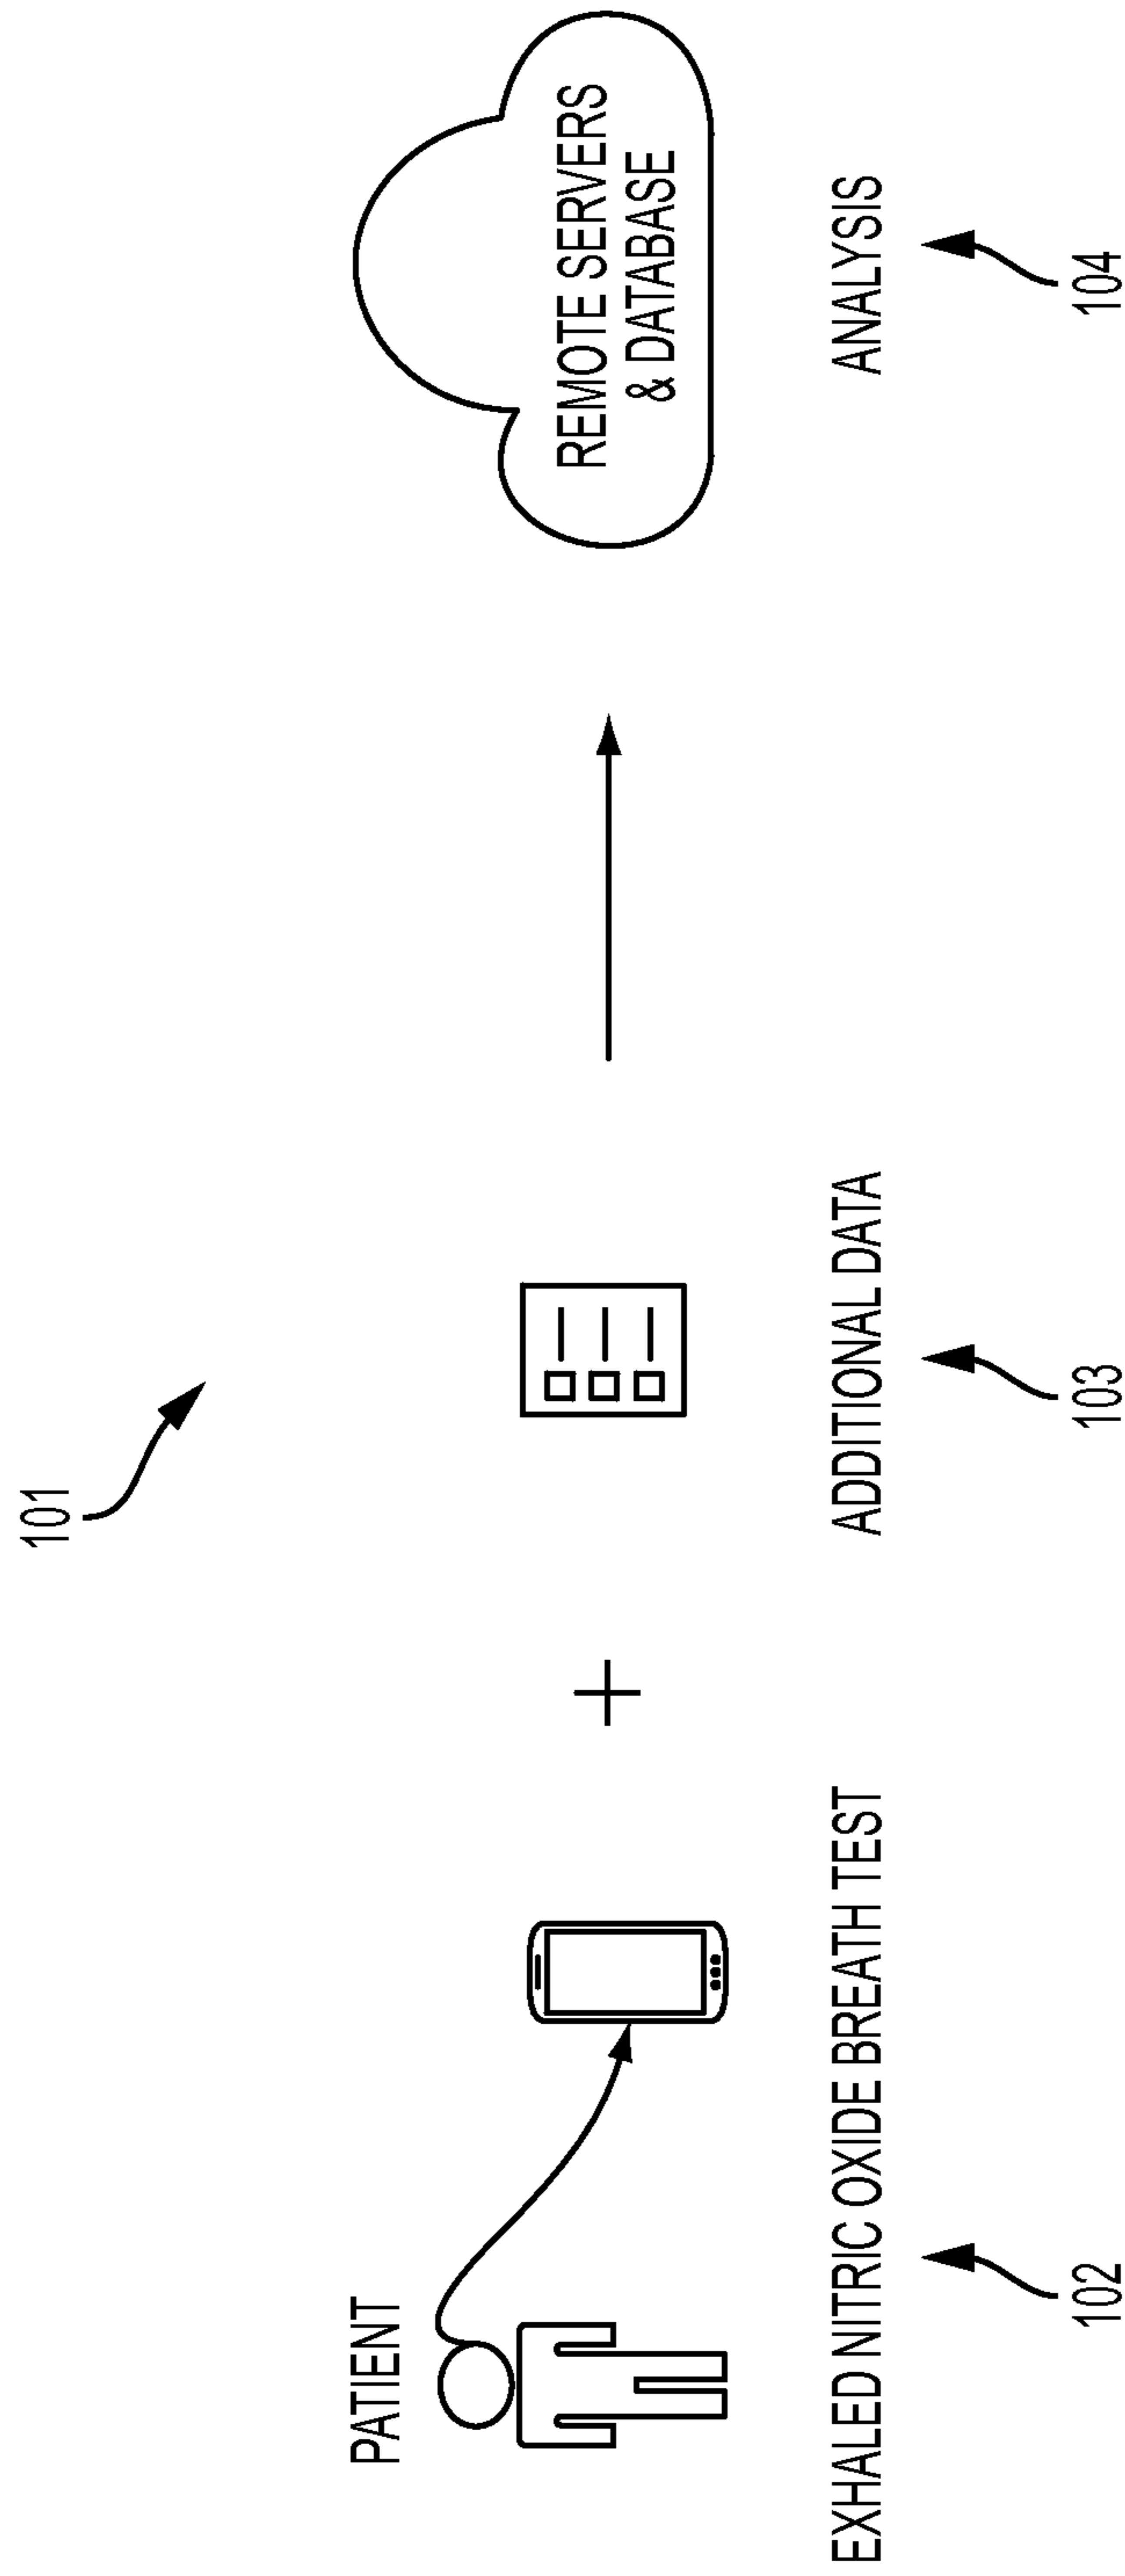 101
PATIENT
+
REMOTE SERVERS
& DATABASE
EXHALED NITRIC OXIDE BREATH TEST
ADDITIONAL DATA
ANALYSIS
102
103
104